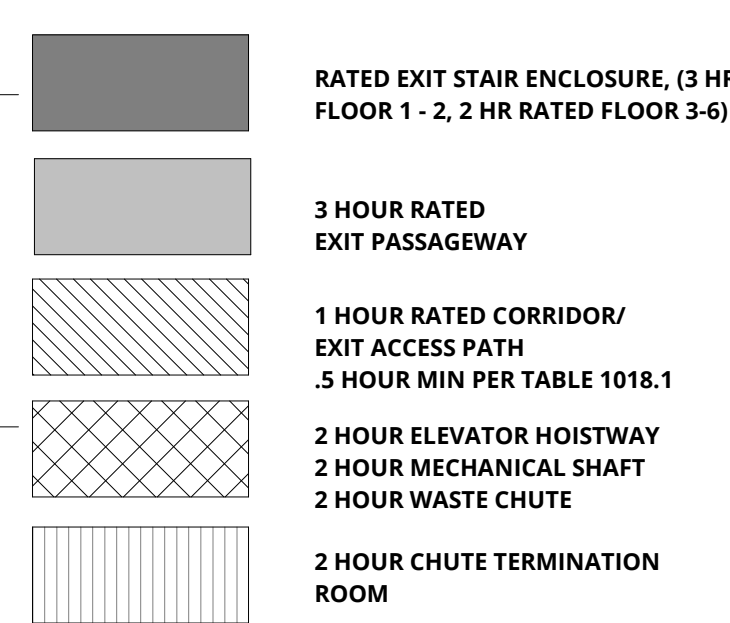 RATED EXIT STAIR ENCLOSURE, (3 HR
FLOOR 1 - 2, 2 HR RATED FLOOR 3-6)
3 HOUR RATED
EXIT PASSAGEWAY
1 HOUR RATED CORRIDOR/
EXIT ACCESS PATH
.5 HOUR MIN PER TABLE 1018.1
2 HOUR ELEVATOR HOISTWAY
2 HOUR MECHANICAL SHAFT
2 HOUR WASTE CHUTE
2 HOUR CHUTE TERMINATION
ROOM